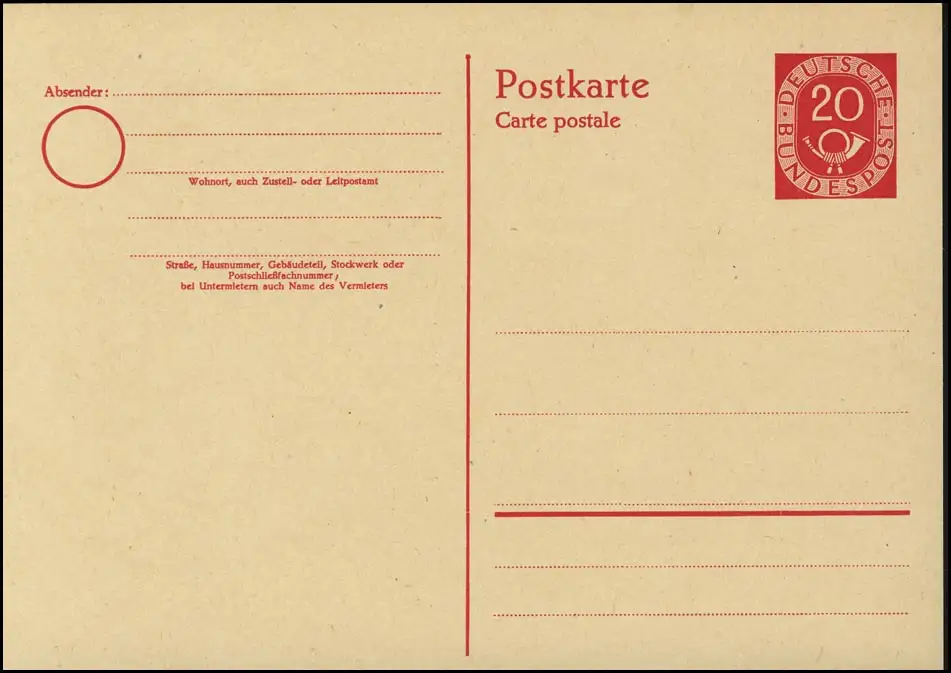 Absender:
Wohnort, auch Zustell- oder Leitpostamt
Straße, Hausnummer, Gebäudeteil, Stockwerk oder
Postschließfachnummer;
bei Untermietern auch Name des Vermieters
Postkarte
Carte postale
DEUTSCHE
20
BUNDESPOST